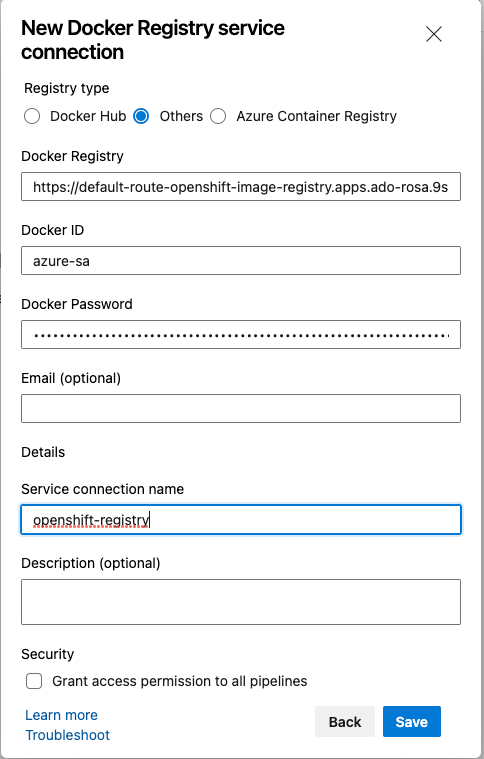 New Docker Registry service
connection
Registry type
Docker Hub Others Azure Container Registry
Docker Registry
https://default-route-openshift-image-registry.apps.ado-rosa.9s
Docker ID
azure-sa
Docker Password
Email (optional)
Details
Service connection name
openshift-registry
Description (optional)
Security
Grant access permission to all pipelines
Learn more
Back Save
Troubleshoot